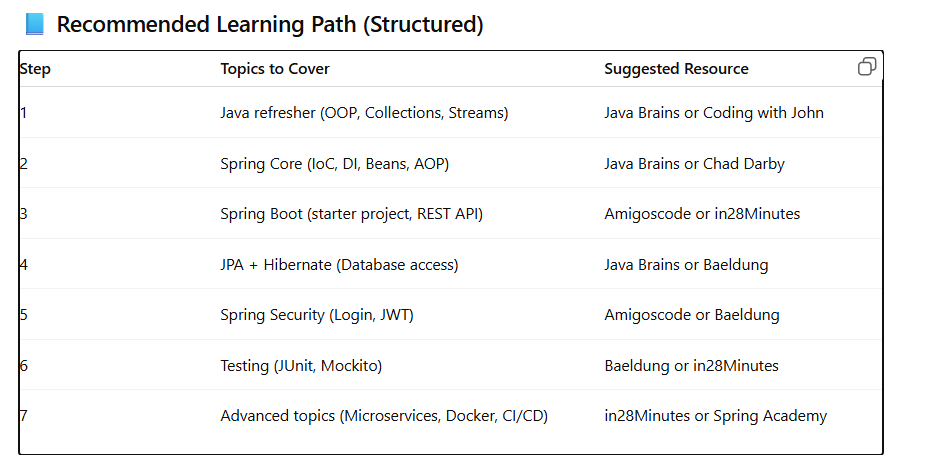 📘 Recommended Learning Path (Structured)
Step Topics to Cover Suggested Resource
1 Java refresher (OOP, Collections, Streams) Java Brains or Coding with John
2 Spring Core (IoC, DI, Beans, AOP) Java Brains or Chad Darby
3 Spring Boot (starter project, REST API) Amigoscode or in28Minutes
4 JPA + Hibernate (Database access) Java Brains or Baeldung
5 Spring Security (Login, JWT) Amigoscode or Baeldung
6 Testing (JUnit, Mockito) Baeldung or in28Minutes
7 Advanced topics (Microservices, Docker, CI/CD) in28Minutes or Spring Academy